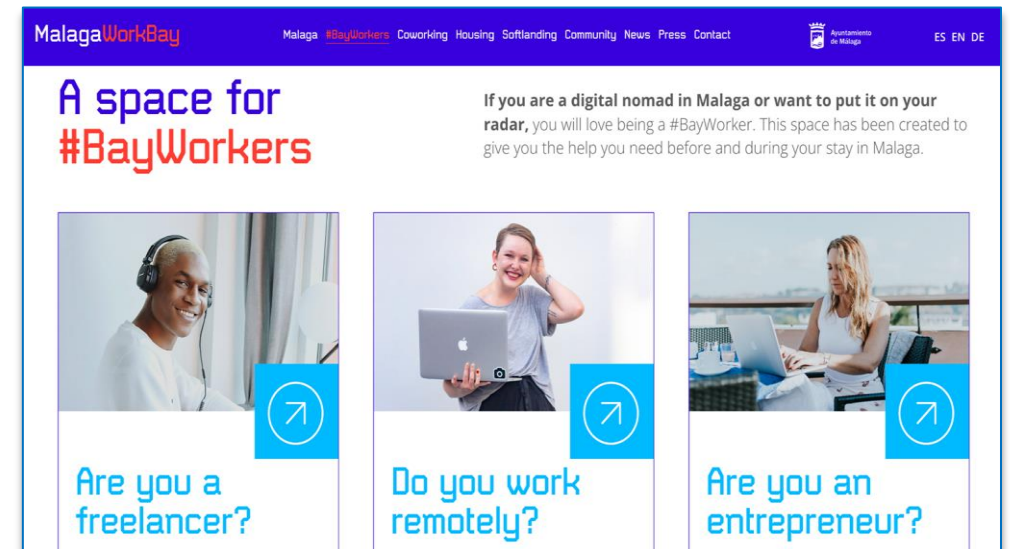 MalagaWorkBay
Malaga #BayWorkers Coworking Housing Softlanding Community News Press Contact
Ayuntamiento
de Málaga
ES EN DE
A space for
#BayWorkers
If you are a digital nomad in Malaga or want to put it on your
radar, you will love being a #BayWorker. This space has been created to
give you the help you need before and during your stay in Malaga.
Are you a
freelancer?
Do you work
remotely?
Are you an
entrepreneur?